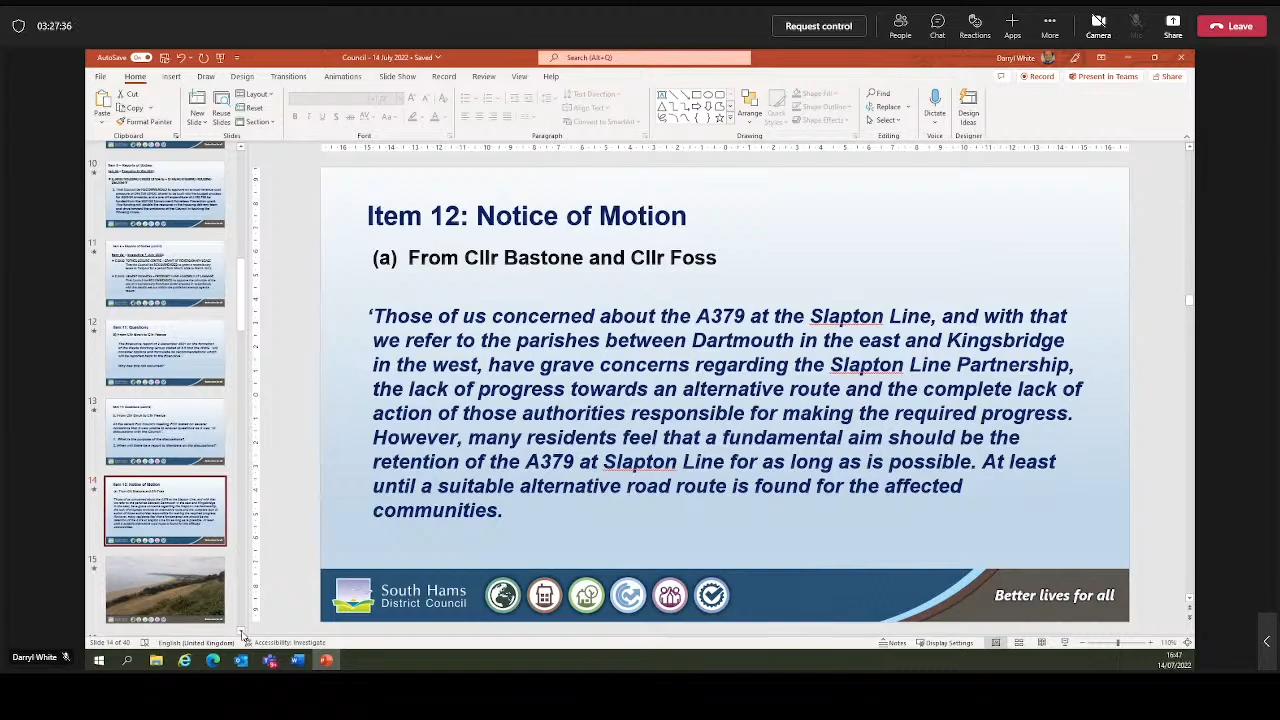 03:27:36
Request control
People
Chat
Reactions
Apps
More
Camera
Mic
Share
Leave
AutoSave On
Council – 14 July 2022 • Saved
Search (Alt+Q)
Darryl White
File Home Insert Draw Design Transitions Animations Slide Show Review Record View Help
Record
Present in Teams
Share
Paste
Cut
Copy
Format Painter
Clipboard
New Slide
Reuse Slides
Layout
Reset
Section
Slides
Font
Text Direction
Align Text
Convert to SmartArt
Paragraph
Arrange
Quick Styles
Shape Fill
Shape Outline
Shape Effects
Drawing
Find
Replace
Select
Editing
Dictate
Voice
Design Ideas
Designer
10
11
12
13
14
15
Item 12: Notice of Motion
(a) From Cllr Bastone and Cllr Foss
‘Those of us concerned about the A379 at the Slapton Line, and with that
we refer to the parishes between Dartmouth in the east and Kingsbridge
in the west, have grave concerns regarding the Slapton Line Partnership,
the lack of progress towards an alternative route and the complete lack of
action of those authorities responsible for making the required progress.
However, many residents feel that a fundamental aim should be the
retention of the A379 at Slapton Line for as long as is possible. At least
until a suitable alternative road route is found for the affected
communities.
South Hams
District Council
Better lives for all
Slide 14 of 40
English (United Kingdom)
Accessibility: Investigate
Notes
Display Settings
110%
Darryl White
16:47
14/07/2022